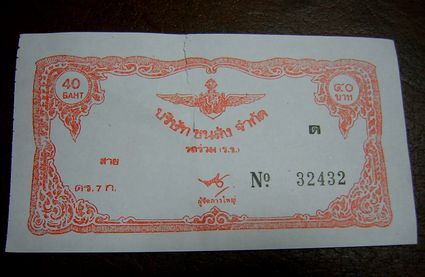 40
BAHT
๔๐
บาท
บริษัท ขนส่ง จำกัด
รถร่วม (ร.ร.)
ค
สาย
Nº 32432
ตร. 7 ก.
ผู้จัดการใหญ่